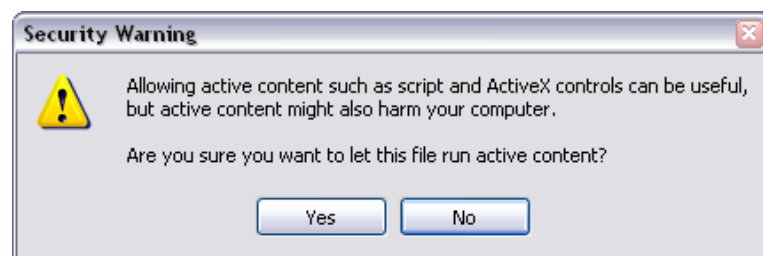 Security Warning
Allowing active content such as script and ActiveX controls can be useful,
but active content might also harm your computer.
Are you sure you want to let this file run active content?
Yes No